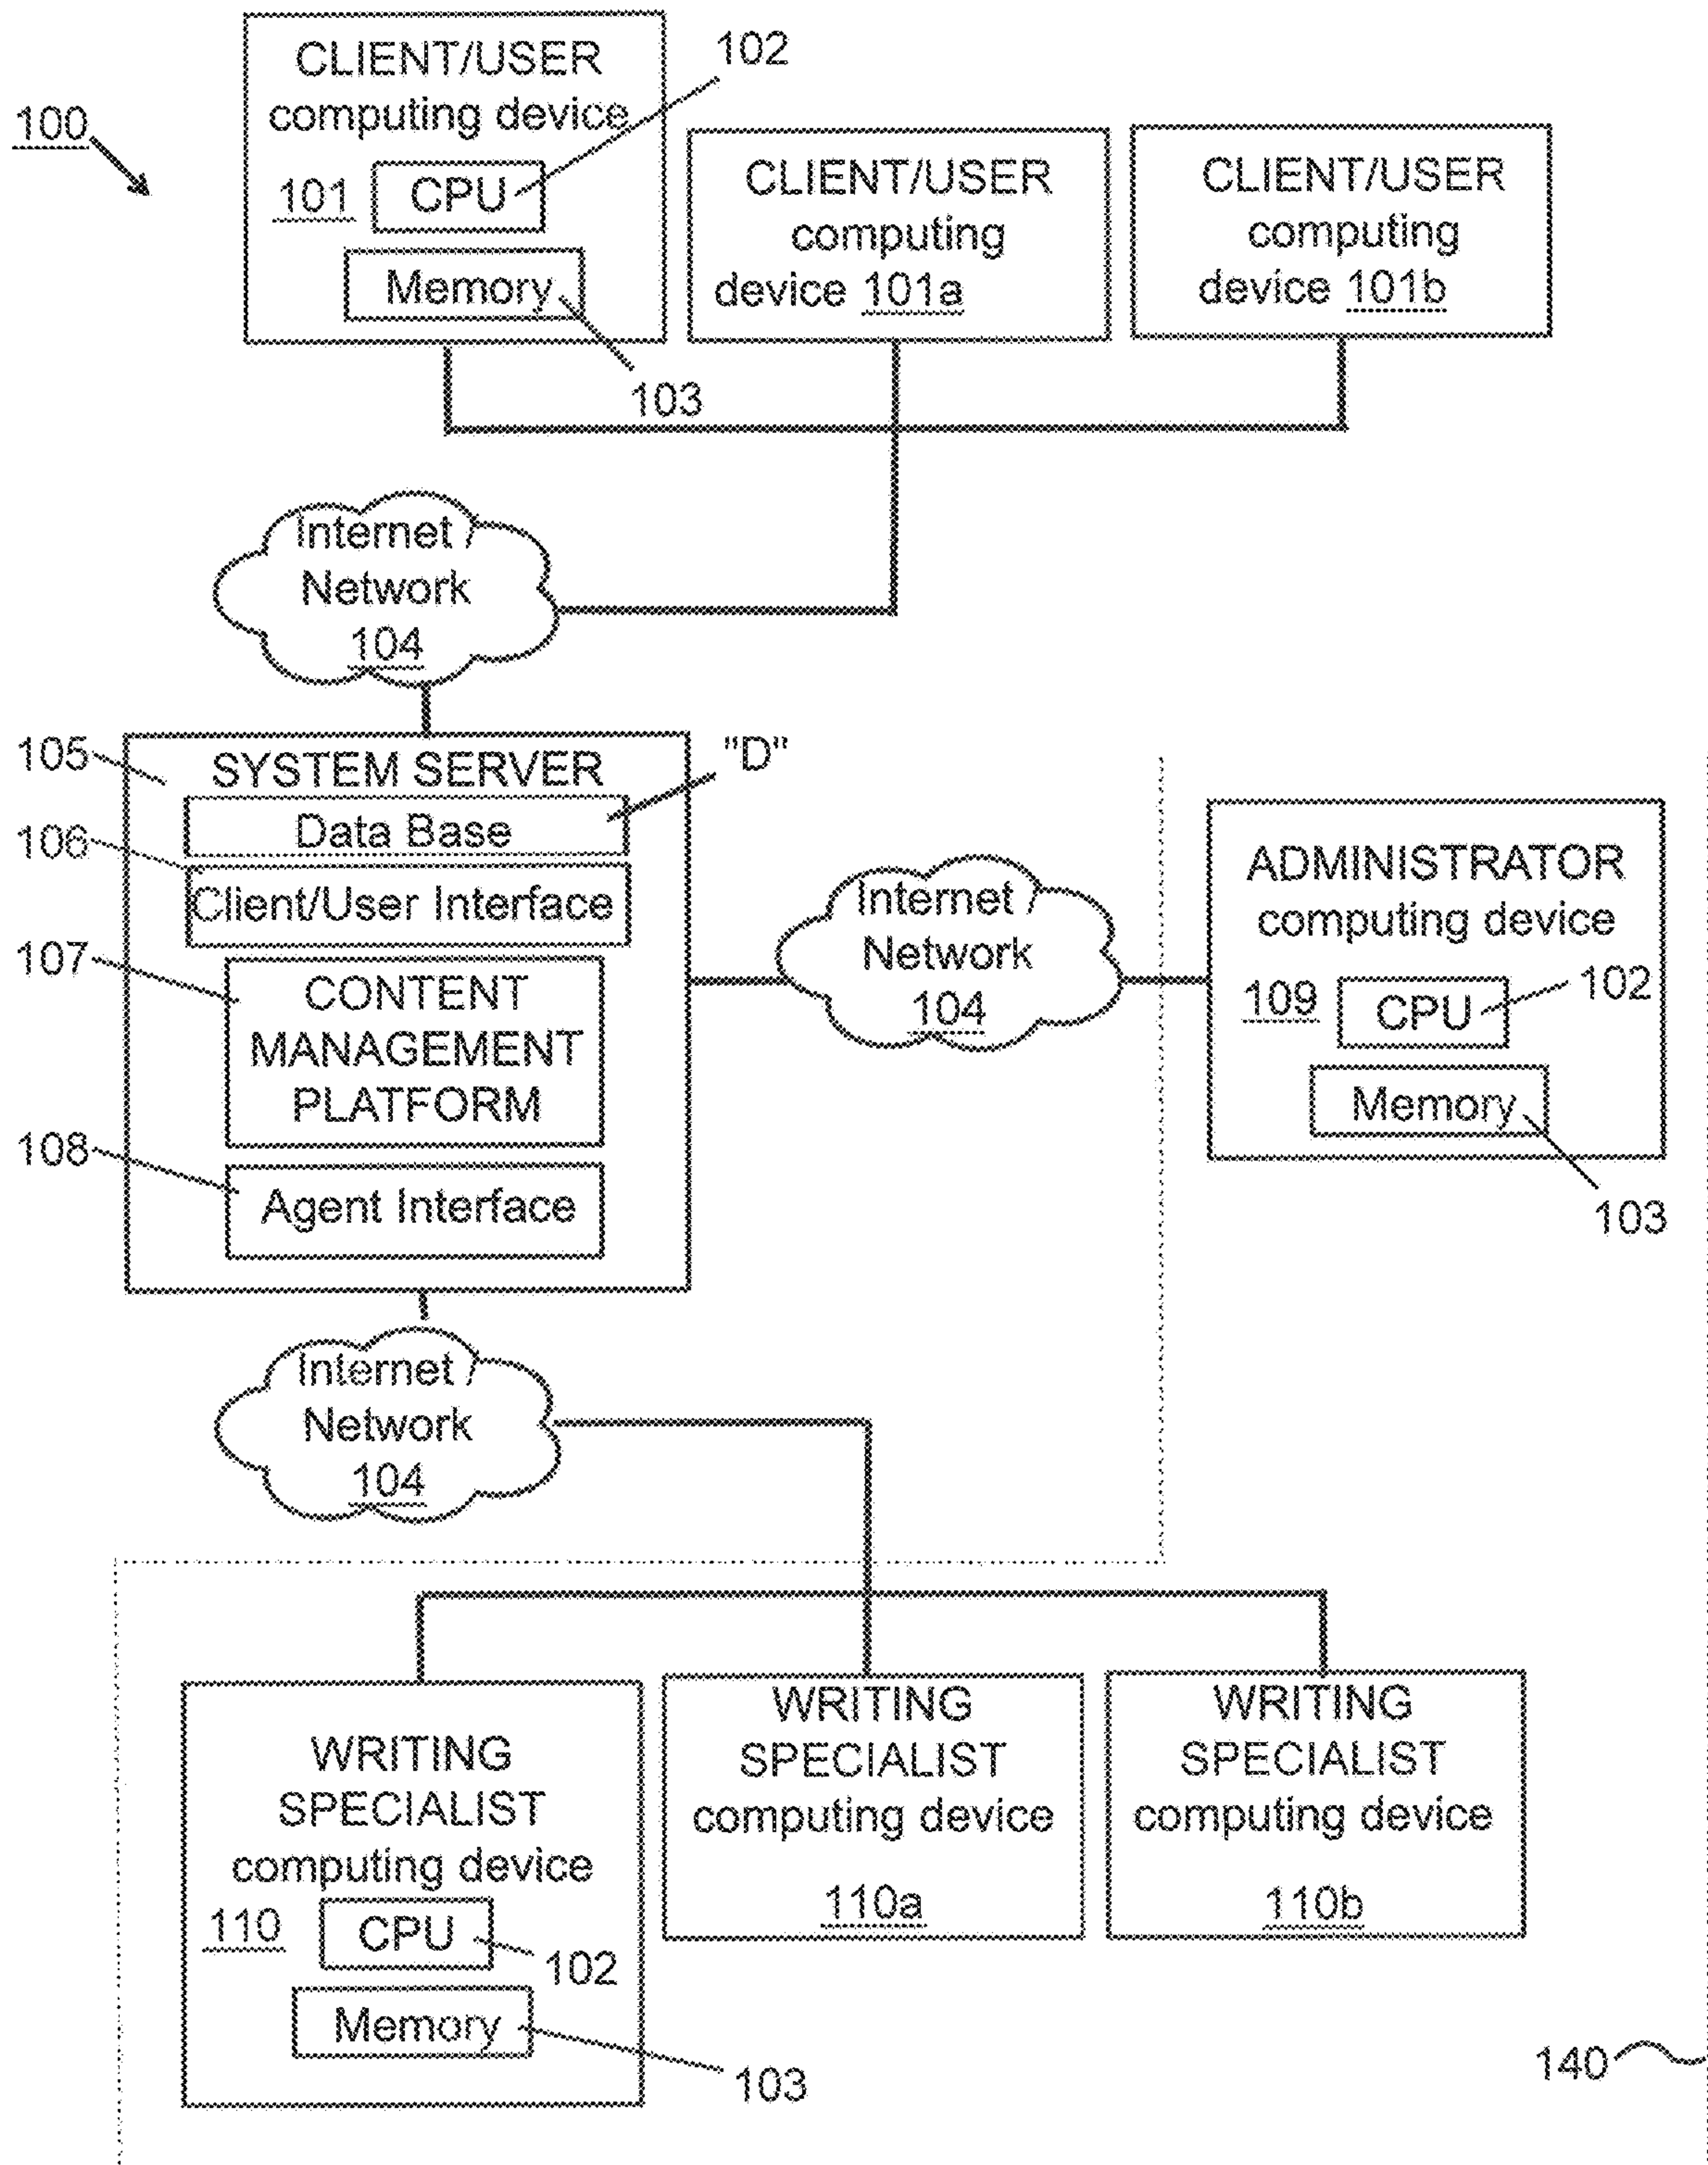 100
CLIENT/USER
computing device
101
CPU
102
Memory
103
CLIENT/USER
computing
device 101a
CLIENT/USER
computing
device 101b
Internet /
Network
104
105
SYSTEM SERVER
"D"
Data Base
106
Client/User Interface
107
CONTENT
MANAGEMENT
PLATFORM
108
Agent Interface
Internet /
Network
104
ADMINISTRATOR
computing device
109
CPU
102
Memory
103
Internet /
Network
104
WRITING
SPECIALIST
computing device
110
CPU
102
Memory
103
WRITING
SPECIALIST
computing device
110a
WRITING
SPECIALIST
computing device
110b
140